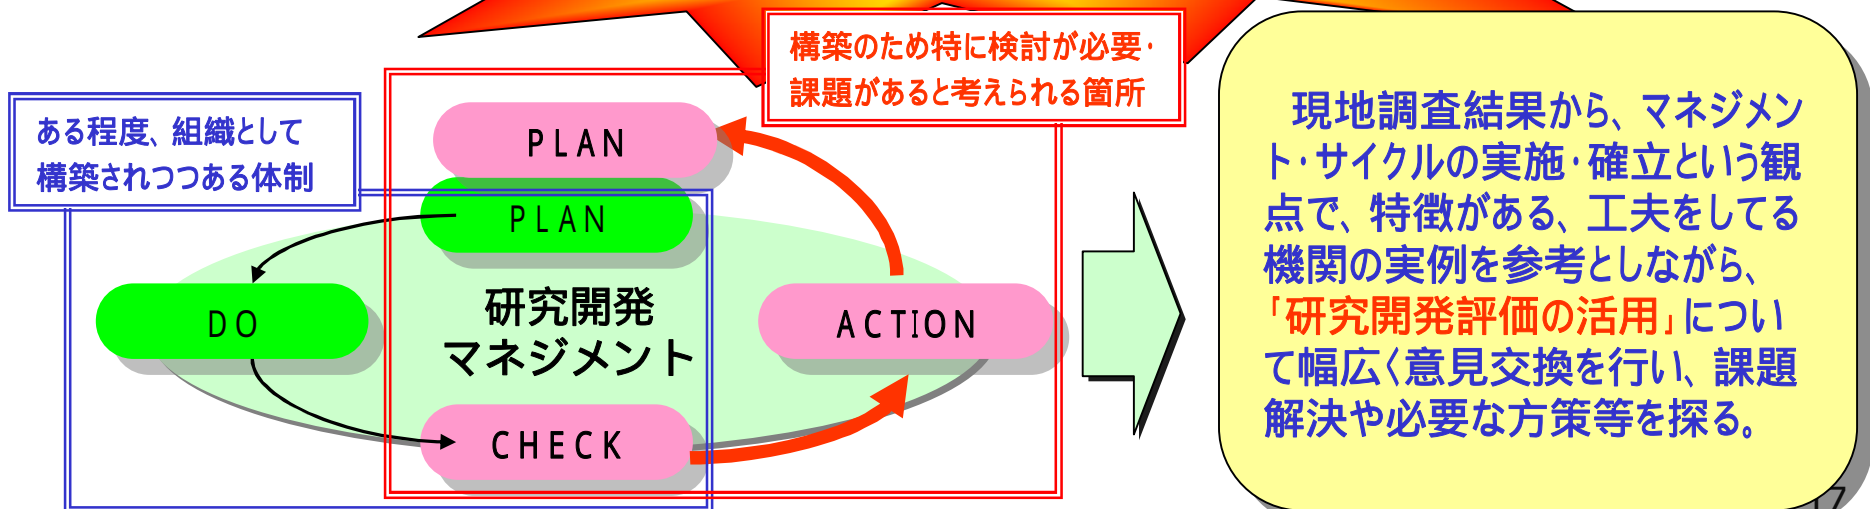 構築のため特に検討が必要・
課題があると考えられる箇所
ある程度、組織として
構築されつつある体制
PLAN
PLAN
DO
研究開発
マネジメント
ACTION
CHECK
現地調査結果から、マネジメン
ト・サイクルの実施・確立という観
点で、特徴がある、工夫をしてる
機関の実例を参考としながら、
「研究開発評価の活用」につい
て幅広く意見交換を行い、課題
解決や必要な方策等を探る。
17